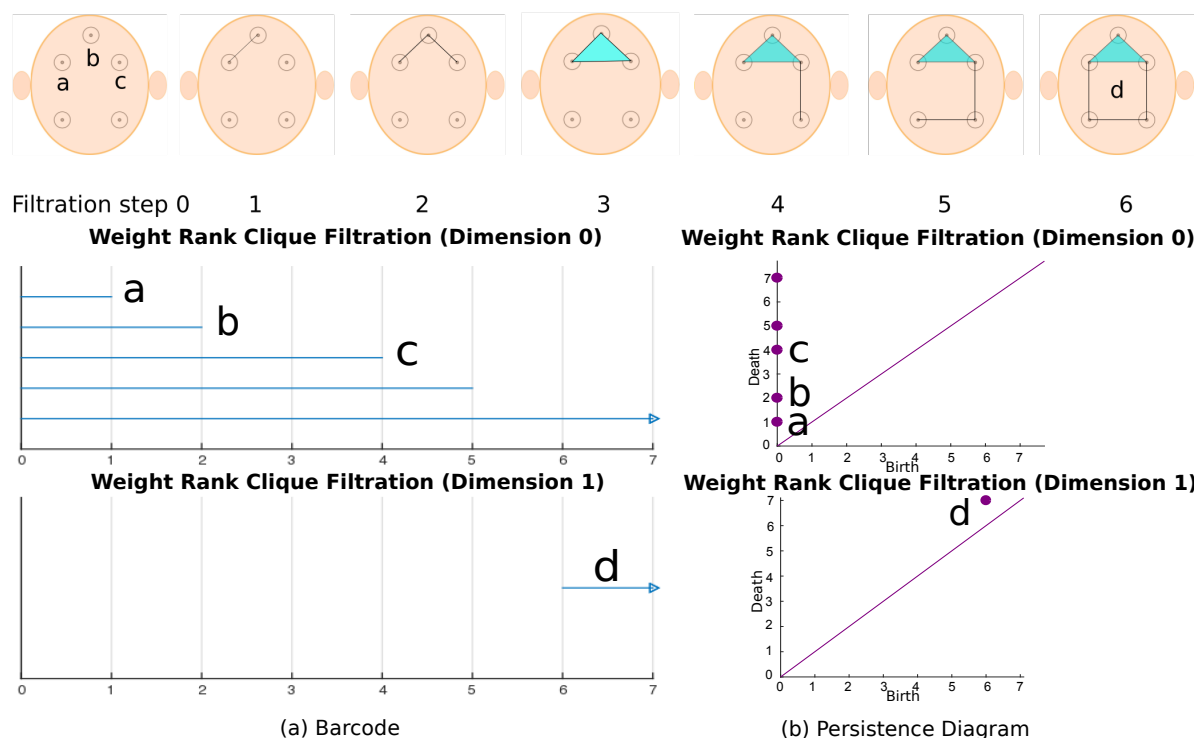 b
a c
d
Filtration step 0 1 2 3 4 5 6
Weight Rank Clique Filtration (Dimension 0)
a
b
c
0 1 2 3 4 5 6 7
Weight Rank Clique Filtration (Dimension 0)
7
6
5
4
3
2
1
0
Death
c
b
a
1 2 3 4 5 6 7
Birth
Weight Rank Clique Filtration (Dimension 1)
d
0 1 2 3 4 5 6 7
(a) Barcode
Weight Rank Clique Filtration (Dimension 1)
7
6
5
4
3
2
1
0
Death
d
1 2 3 4 5 6 7
Birth
(b) Persistence Diagram